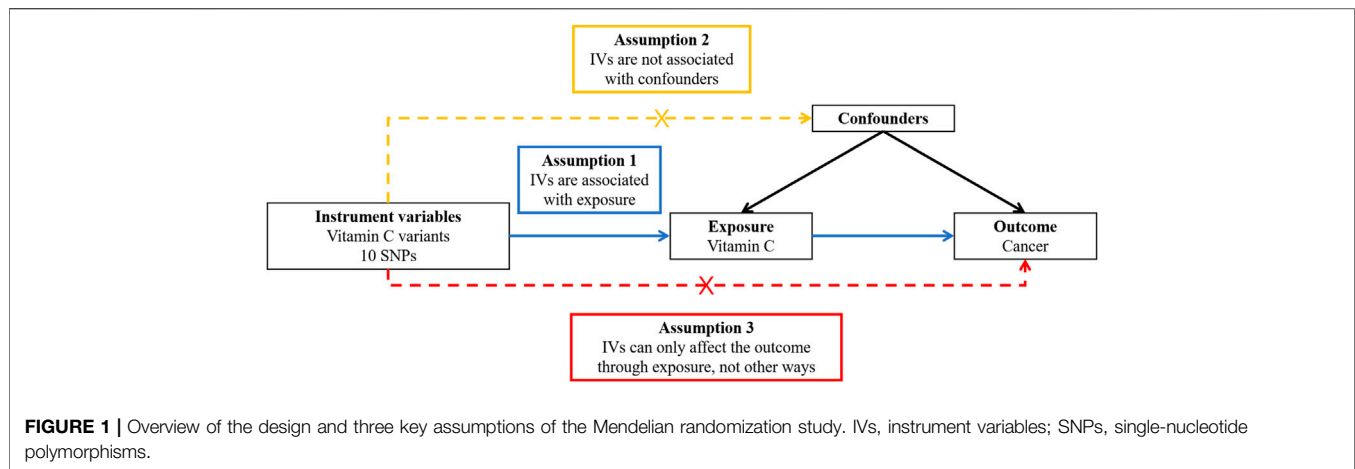 Assumption 2
IVs are not associated
with confounders
Confounders
Assumption 1
IVs are associated
with exposure
Instrument variables
Vitamin C variants
10 SNPs
Exposure
Vitamin C
Outcome
Cancer
Assumption 3
IVs can only affect the outcome
through exposure, not other ways
FIGURE 1 | Overview of the design and three key assumptions of the Mendelian randomization study. IVs, instrument variables; SNPs, single-nucleotide
polymorphisms.